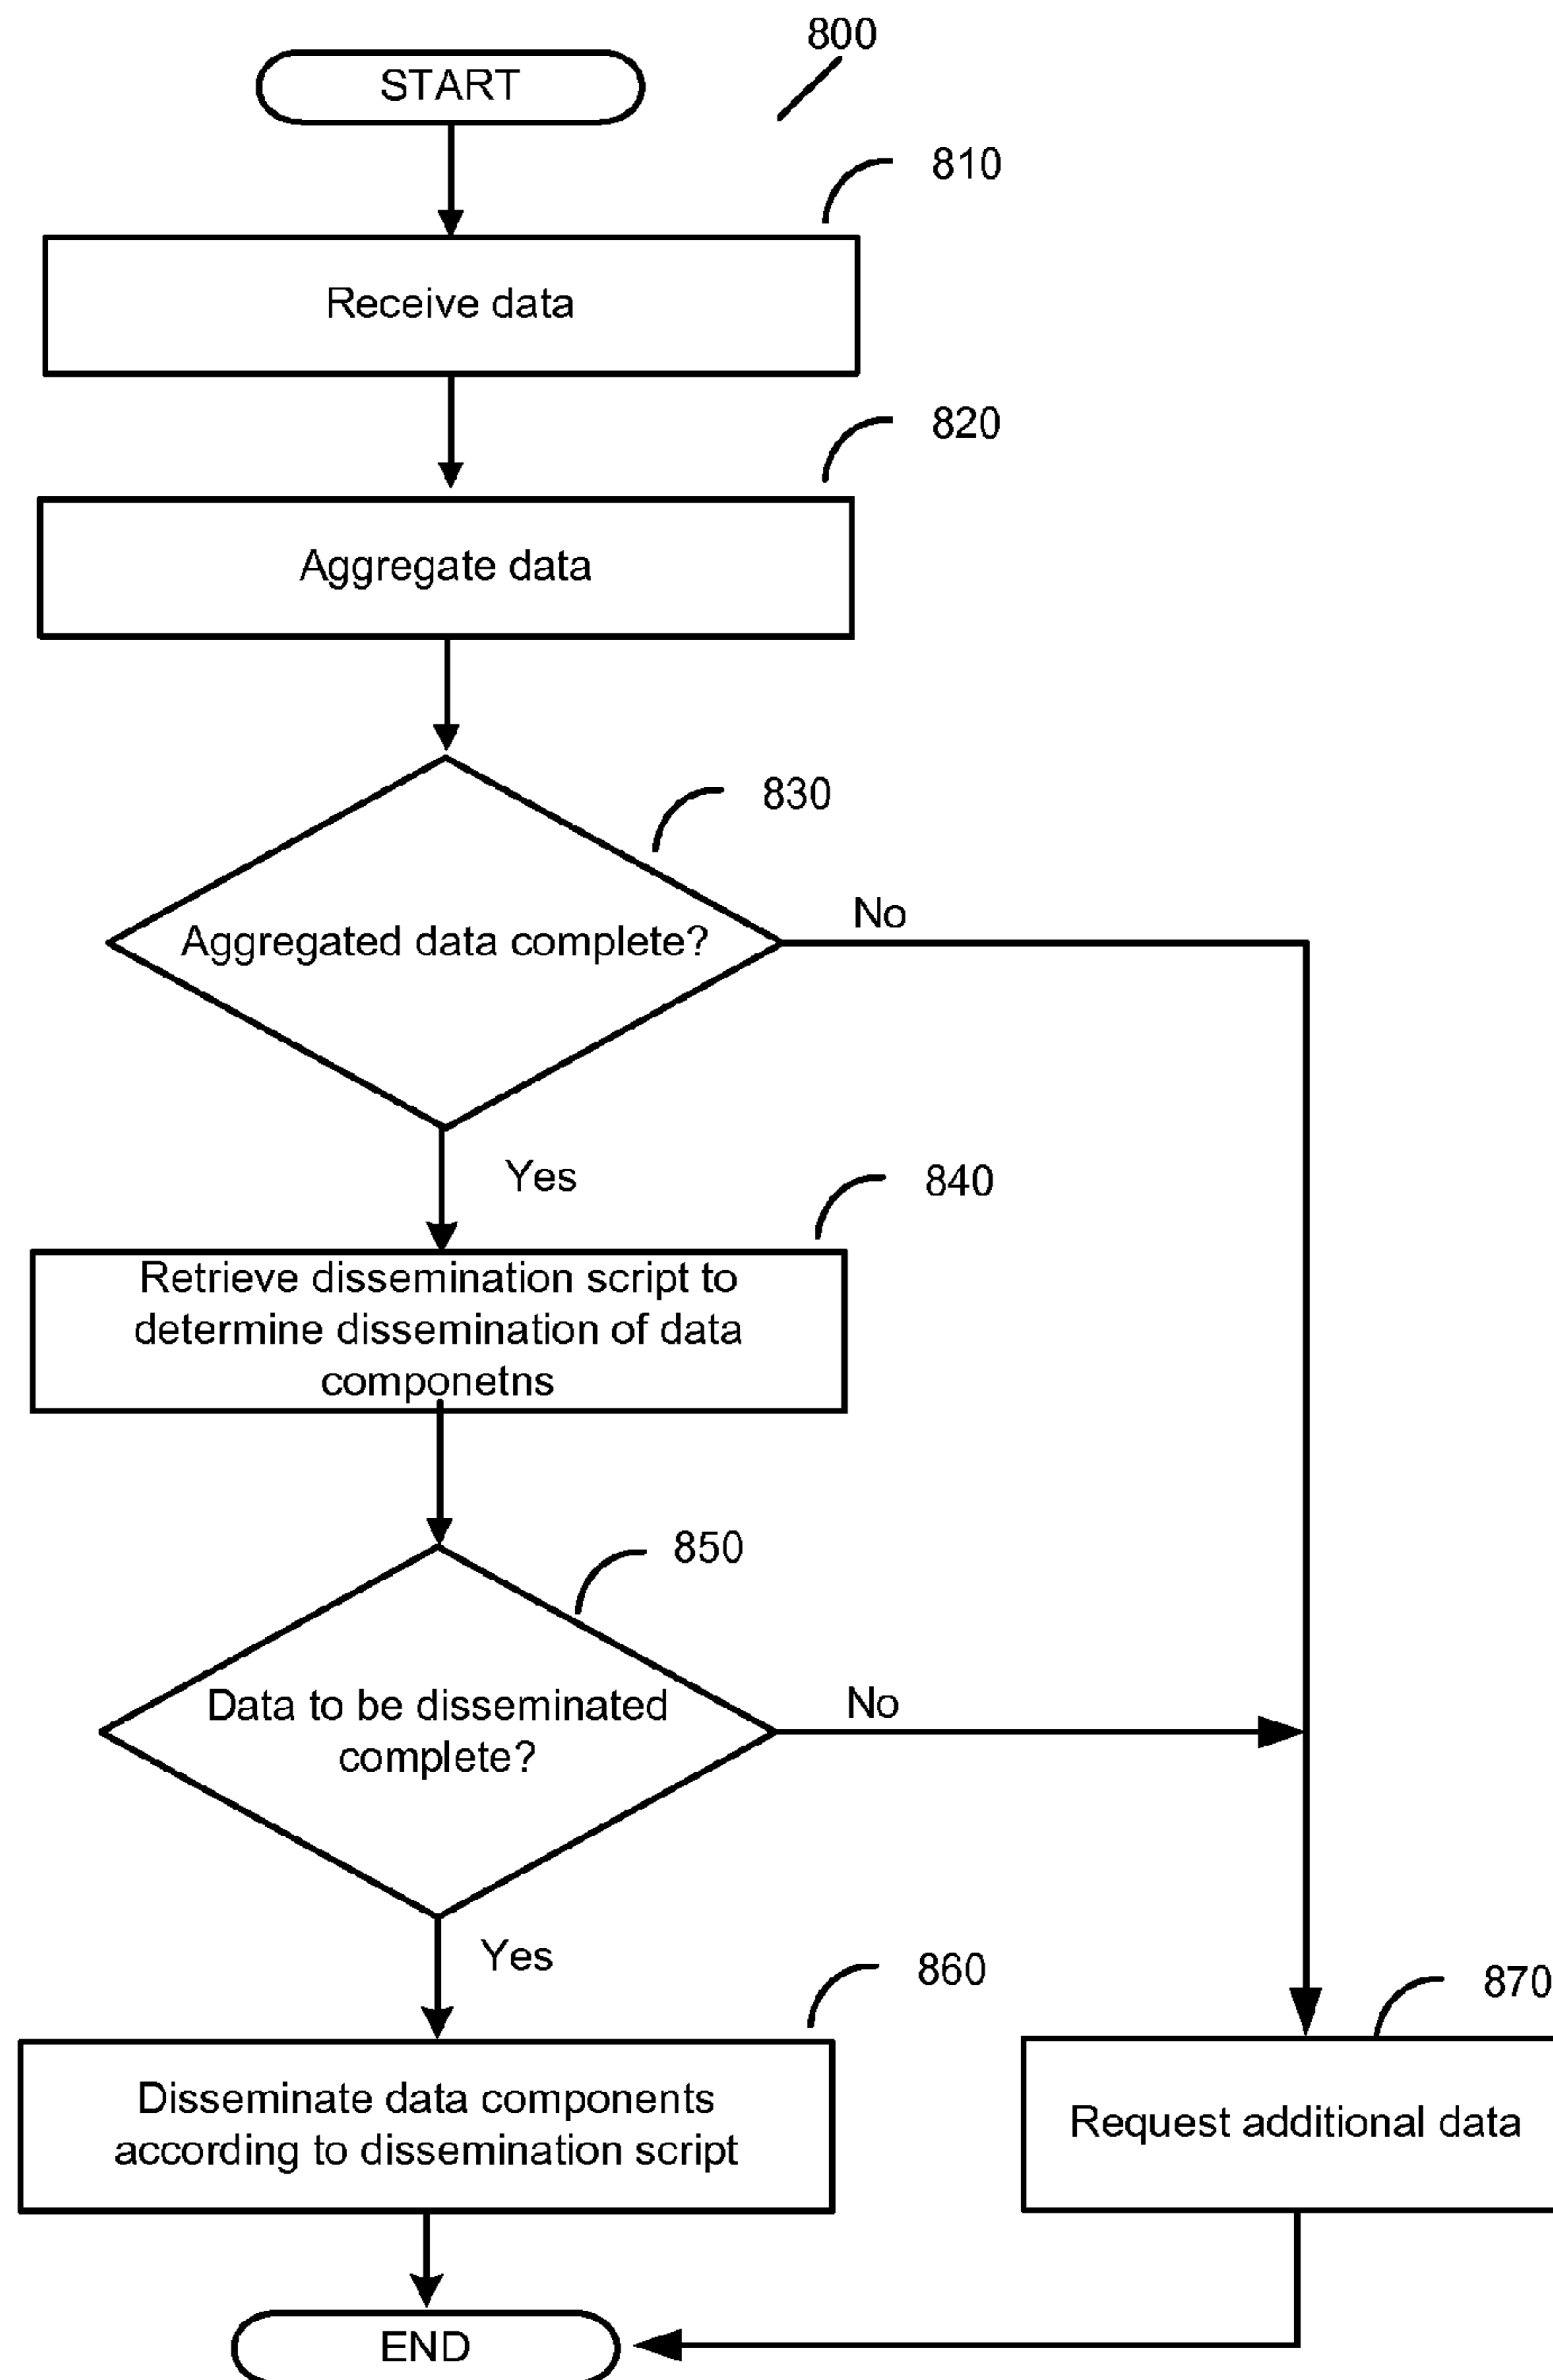 800
START
810
Receive data
820
Aggregate data
830
Aggregated data complete?
No
Yes
840
Retrieve dissemination script to
determine dissemination of data
componetns
850
Data to be disseminated
complete?
No
Yes
860
Disseminate data components
according to dissemination script
870
Request additional data
END